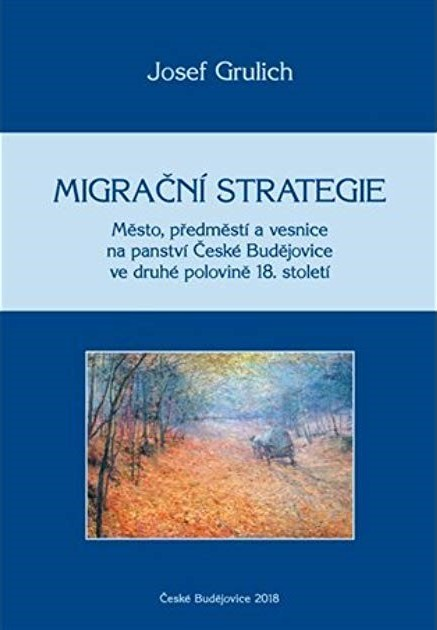 Josef Grulich
MIGRAČNÍ STRATEGIE
Město, předměstí a vesnice
na panství České Budějovice
ve druhé polovině 18. století
České Budějovice 2018